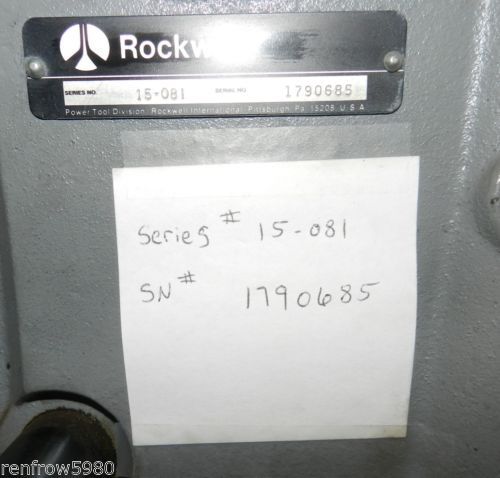 Rockwell
SERIES NO. 15-081 SERIAL NO. 1790685
Power Tool Division, Rockwell International, Pittsburgh, Pa. 15208 U.S.A.
Series # 15-081
SN # 1790685
renfrow5980